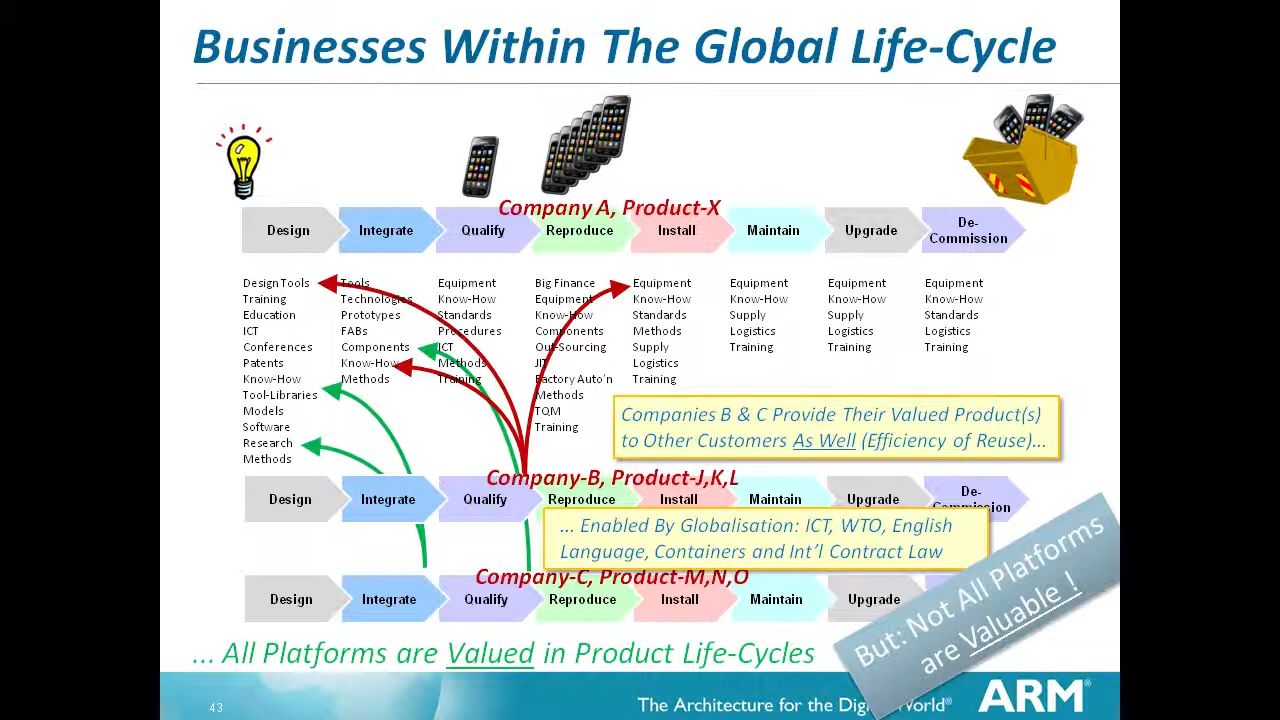 Businesses Within The Global Life-Cycle
Company A, Product-X
Design Integrate Qualify Reproduce Install Maintain Upgrade De-
Commission
Design Tools Tools Equipment Big Finance Equipment Equipment Equipment Equipment
Training Technologies Know-How Equipment Know-How Know-How Know-How Know-How
Education Prototypes Standards Know-How Standards Supply Supply Standards
ICT FABs Procedures Components Methods Logistics Logistics Logistics
Conferences Components ICT Out-Sourcing Supply Training Training Training
Patents Know-How Methods JIT Logistics
Know-How Methods Training Factory Auto'n Training
Tool-Libraries Methods
Models TQM
Software Training
Research
Methods
Companies B & C Provide Their Valued Product(s)
to Other Customers As Well (Efficiency of Reuse)...
Company-B, Product-J,K,L
Design Integrate Qualify Reproduce Install Maintain Upgrade De-
Commission
... Enabled By Globalisation: ICT, WTO, English
Language, Containers and Int'l Contract Law
Company-C, Product-M,N,O
Design Integrate Qualify Reproduce Install Maintain Upgrade
But: Not All Platforms
are Valuable !
... All Platforms are Valued in Product Life-Cycles
43
The Architecture for the Digital World®
ARM®